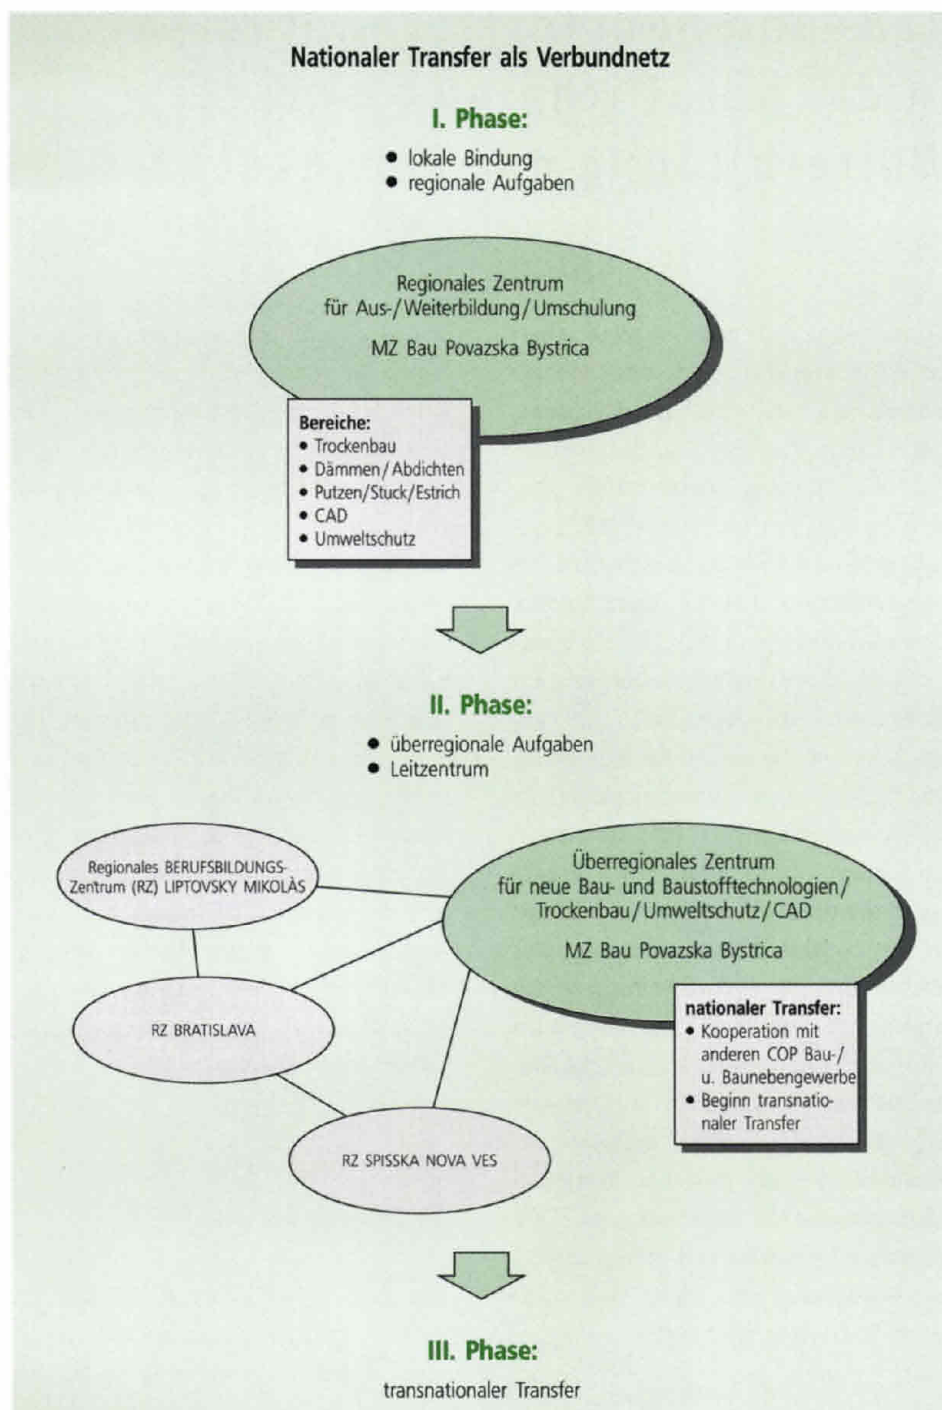 Nationaler Transfer als Verbundnetz
I. Phase:
● lokale Bindung
● regionale Aufgaben
Regionales Zentrum
für Aus-/Weiterbildung/Umschulung
MZ Bau Povazska Bystrica
Bereiche:
● Trockenbau
● Dämmen/Abdichten
● Putzen/Stuck/Estrich
● CAD
● Umweltschutz
II. Phase:
● überregionale Aufgaben
● Leitzentrum
Regionales BERUFSBILDUNGS-
Zentrum (RZ) LIPTOVSKY MIKOLÀS
Überregionales Zentrum
für neue Bau- und Baustofftechnologien/
Trockenbau/Umweltschutz/CAD
MZ Bau Povazska Bystrica
RZ BRATISLAVA
nationaler Transfer:
● Kooperation mit
anderen COP Bau-/
u. Baunebengewerbe
● Beginn transnatio-
naler Transfer
RZ SPISSKA NOVA VES
III. Phase:
transnationaler Transfer